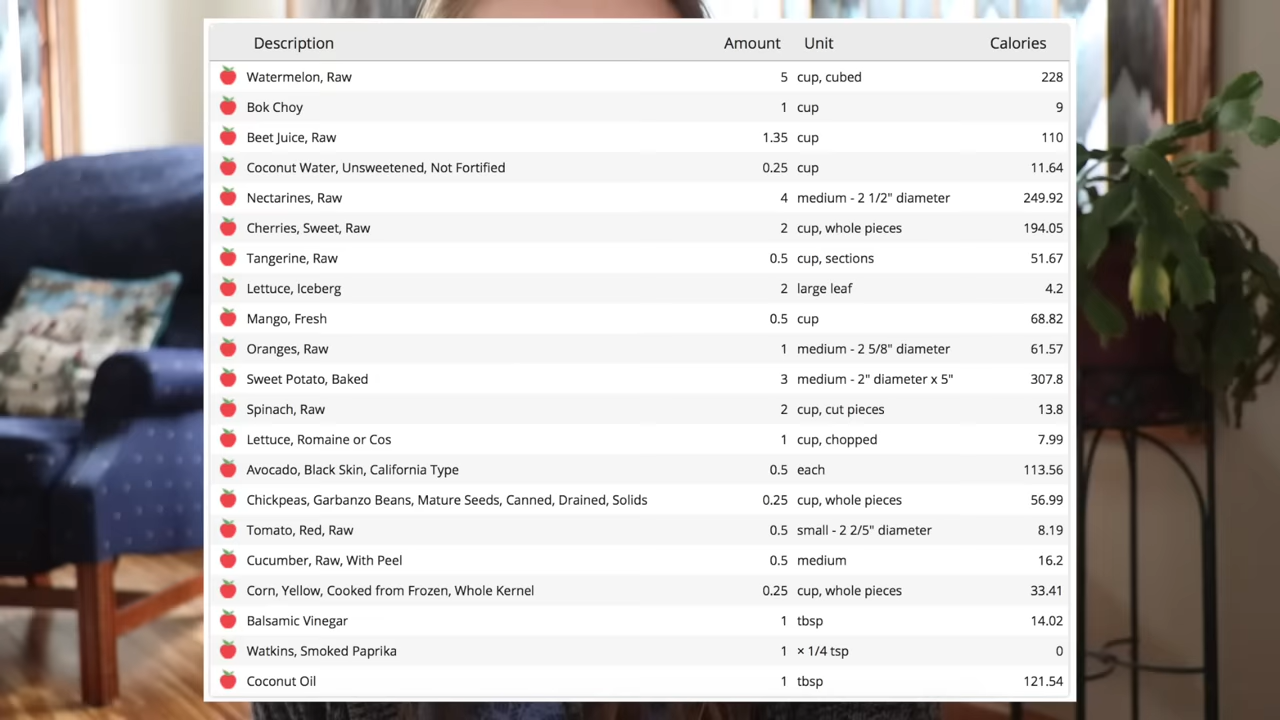 Description Amount Unit Calories
Watermelon, Raw 5 cup, cubed 228
Bok Choy 1 cup 9
Beet Juice, Raw 1.35 cup 110
Coconut Water, Unsweetened, Not Fortified 0.25 cup 11.64
Nectarines, Raw 4 medium - 2 1/2" diameter 249.92
Cherries, Sweet, Raw 2 cup, whole pieces 194.05
Tangerine, Raw 0.5 cup, sections 51.67
Lettuce, Iceberg 2 large leaf 4.2
Mango, Fresh 0.5 cup 68.82
Oranges, Raw 1 medium - 2 5/8" diameter 61.57
Sweet Potato, Baked 3 medium - 2" diameter x 5" 307.8
Spinach, Raw 2 cup, cut pieces 13.8
Lettuce, Romaine or Cos 1 cup, chopped 7.99
Avocado, Black Skin, California Type 0.5 each 113.56
Chickpeas, Garbanzo Beans, Mature Seeds, Canned, Drained, Solids 0.25 cup, whole pieces 56.99
Tomato, Red, Raw 0.5 small - 2 2/5" diameter 8.19
Cucumber, Raw, With Peel 0.5 medium 16.2
Corn, Yellow, Cooked from Frozen, Whole Kernel 0.25 cup, whole pieces 33.41
Balsamic Vinegar 1 tbsp 14.02
Watkins, Smoked Paprika 1 × 1/4 tsp 0
Coconut Oil 1 tbsp 121.54